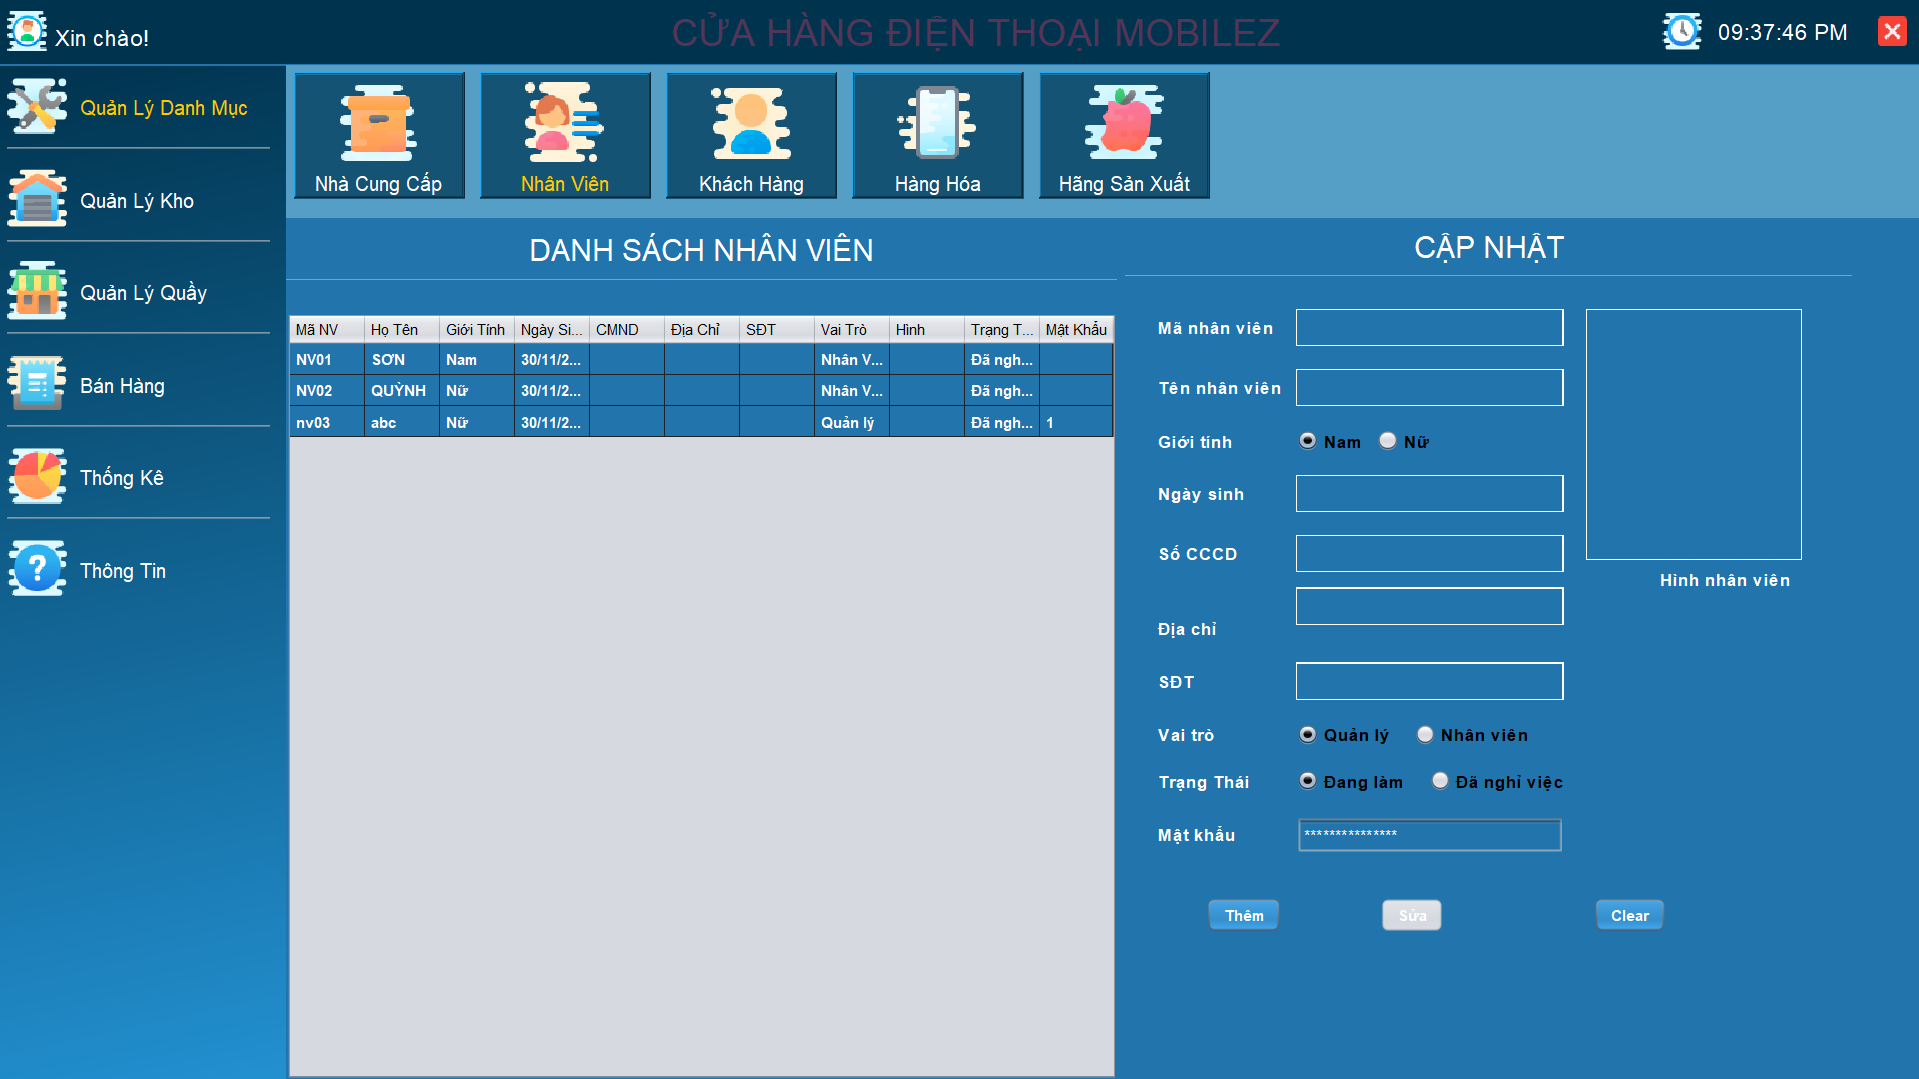 Xin chào!
CỬA HÀNG ĐIỆN THOẠI MOBILEZ
09:37:46 PM
Quản Lý Danh Mục
Quản Lý Kho
Quản Lý Quầy
Bán Hàng
Thống Kê
Thông Tin
Nhà Cung Cấp
Nhân Viên
Khách Hàng
Hàng Hóa
Hãng Sản Xuất
DANH SÁCH NHÂN VIÊN
Mã NV Họ Tên Giới Tính Ngày Si... CMND Địa Chỉ SĐT Vai Trò Hình Trạng T... Mật Khẩu
NV01 SƠN Nam 30/11/2... Nhân V... Đã ngh...
NV02 QUỲNH Nữ 30/11/2... Nhân V... Đã ngh...
nv03 abc Nữ 30/11/2... Quản lý Đã ngh... 1
CẬP NHẬT
Mã nhân viên
Tên nhân viên
Giới tính Nam Nữ
Ngày sinh
Số CCCD
Hình nhân viên
Địa chỉ
SĐT
Vai trò Quản lý Nhân viên
Trạng Thái Đang làm Đã nghỉ việc
Mật khẩu ***************
Thêm Sửa Clear